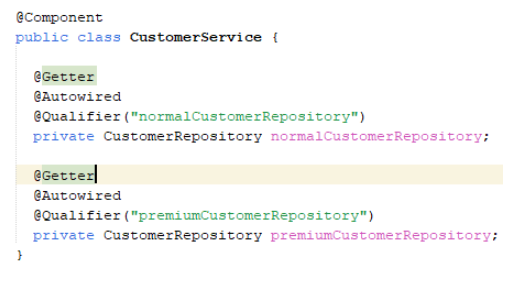 @Component
public class CustomerService {
@Getter
@Autowired
@Qualifier("normalCustomerRepository")
private CustomerRepository normalCustomerRepository;
@Getter
@Autowired
@Qualifier("premiumCustomerRepository")
private CustomerRepository premiumCustomerRepository;
}